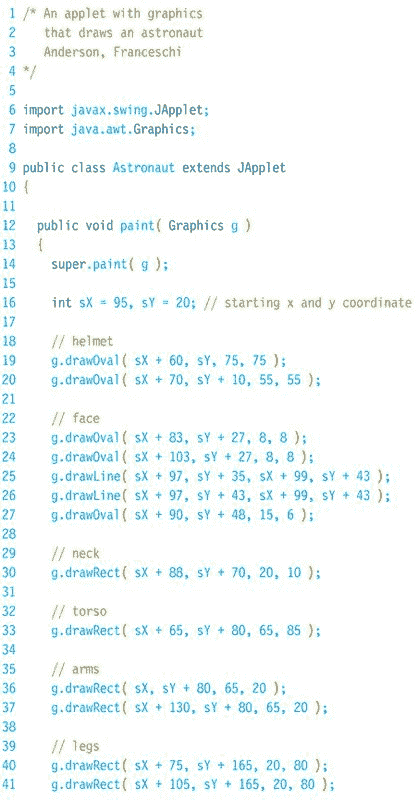 1 /* An applet with graphics
2 that draws an astronaut
3 Anderson, Franceschi
4 */
5
6 import javax.swing.JApplet;
7 import java.awt.Graphics;
8
9 public class Astronaut extends JApplet
10 {
11
12 public void paint( Graphics g )
13 {
14 super.paint( g );
15
16 int sX = 95, sY = 20; // starting x and y coordinate
17
18 // helmet
19 g.drawOval( sX + 60, sY, 75, 75 );
20 g.drawOval( sX + 70, sY + 10, 55, 55 );
21
22 // face
23 g.drawOval( sX + 83, sY + 27, 8, 8 );
24 g.drawOval( sX + 103, sY + 27, 8, 8 );
25 g.drawLine( sX + 97, sY + 35, sX + 99, sY + 43 );
26 g.drawLine( sX + 97, sY + 43, sX + 99, sY + 43 );
27 g.drawOval( sX + 90, sY + 48, 15, 6 );
28
29 // neck
30 g.drawRect( sX + 88, sY + 70, 20, 10 );
31
32 // torso
33 g.drawRect( sX + 65, sY + 80, 65, 85 );
34
35 // arms
36 g.drawRect( sX, sY + 80, 65, 20 );
37 g.drawRect( sX + 130, sY + 80, 65, 20 );
38
39 // legs
40 g.drawRect( sX + 75, sY + 165, 20, 80 );
41 g.drawRect( sX + 105, sY + 165, 20, 80 );